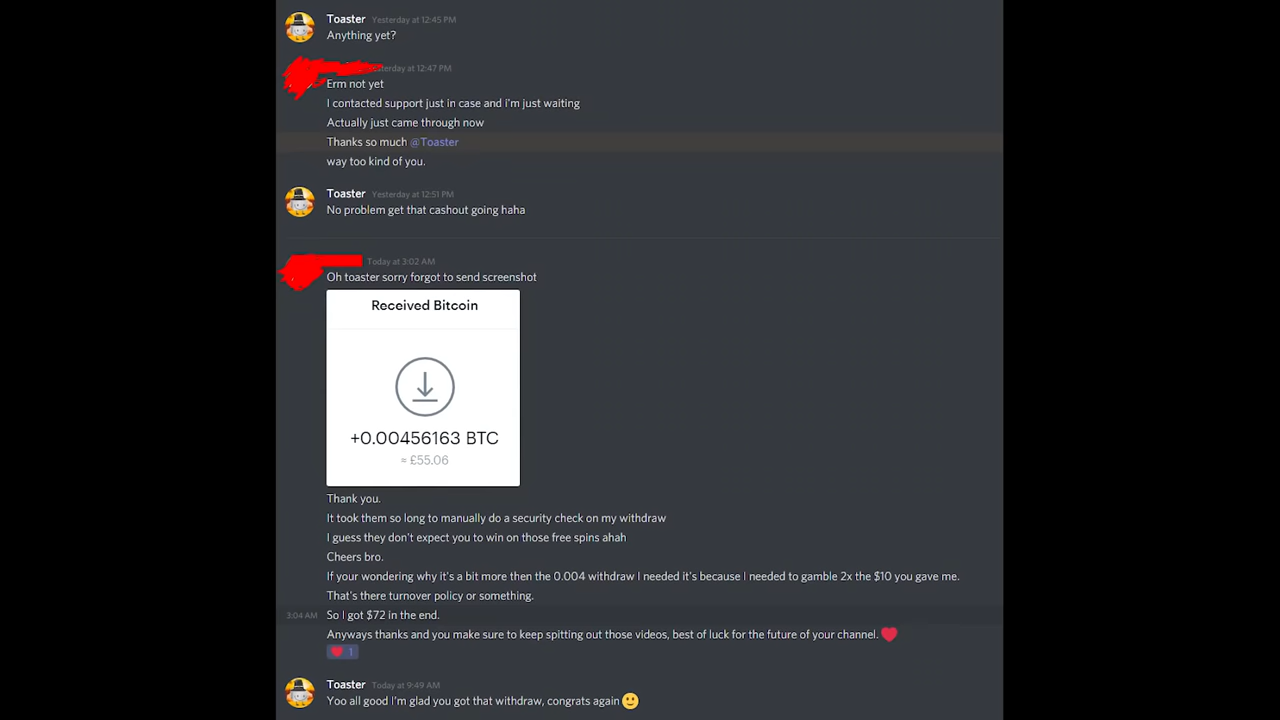 Toaster Yesterday at 12:45 PM
Anything yet?
sterday at 12:47 PM
Erm not yet
I contacted support just in case and i'm just waiting
Actually just came through now
Thanks so much @Toaster
way too kind of you.
Toaster Yesterday at 12:51 PM
No problem get that cashout going haha
Today at 3:02 AM
Oh toaster sorry forgot to send screenshot
Received Bitcoin
+0.00456163 BTC
≈ £55.06
Thank you.
It took them so long to manually do a security check on my withdraw
I guess they don't expect you to win on those free spins ahah
Cheers bro.
If your wondering why it's a bit more then the 0.004 withdraw I needed it's because I needed to gamble 2x the $10 you gave me.
That's there turnover policy or something.
3:04 AM So I got $72 in the end.
Anyways thanks and you make sure to keep spitting out those videos, best of luck for the future of your channel. ❤️
❤️ 1
Toaster Today at 9:49 AM
Yoo all good I'm glad you got that withdraw, congrats again 🙂